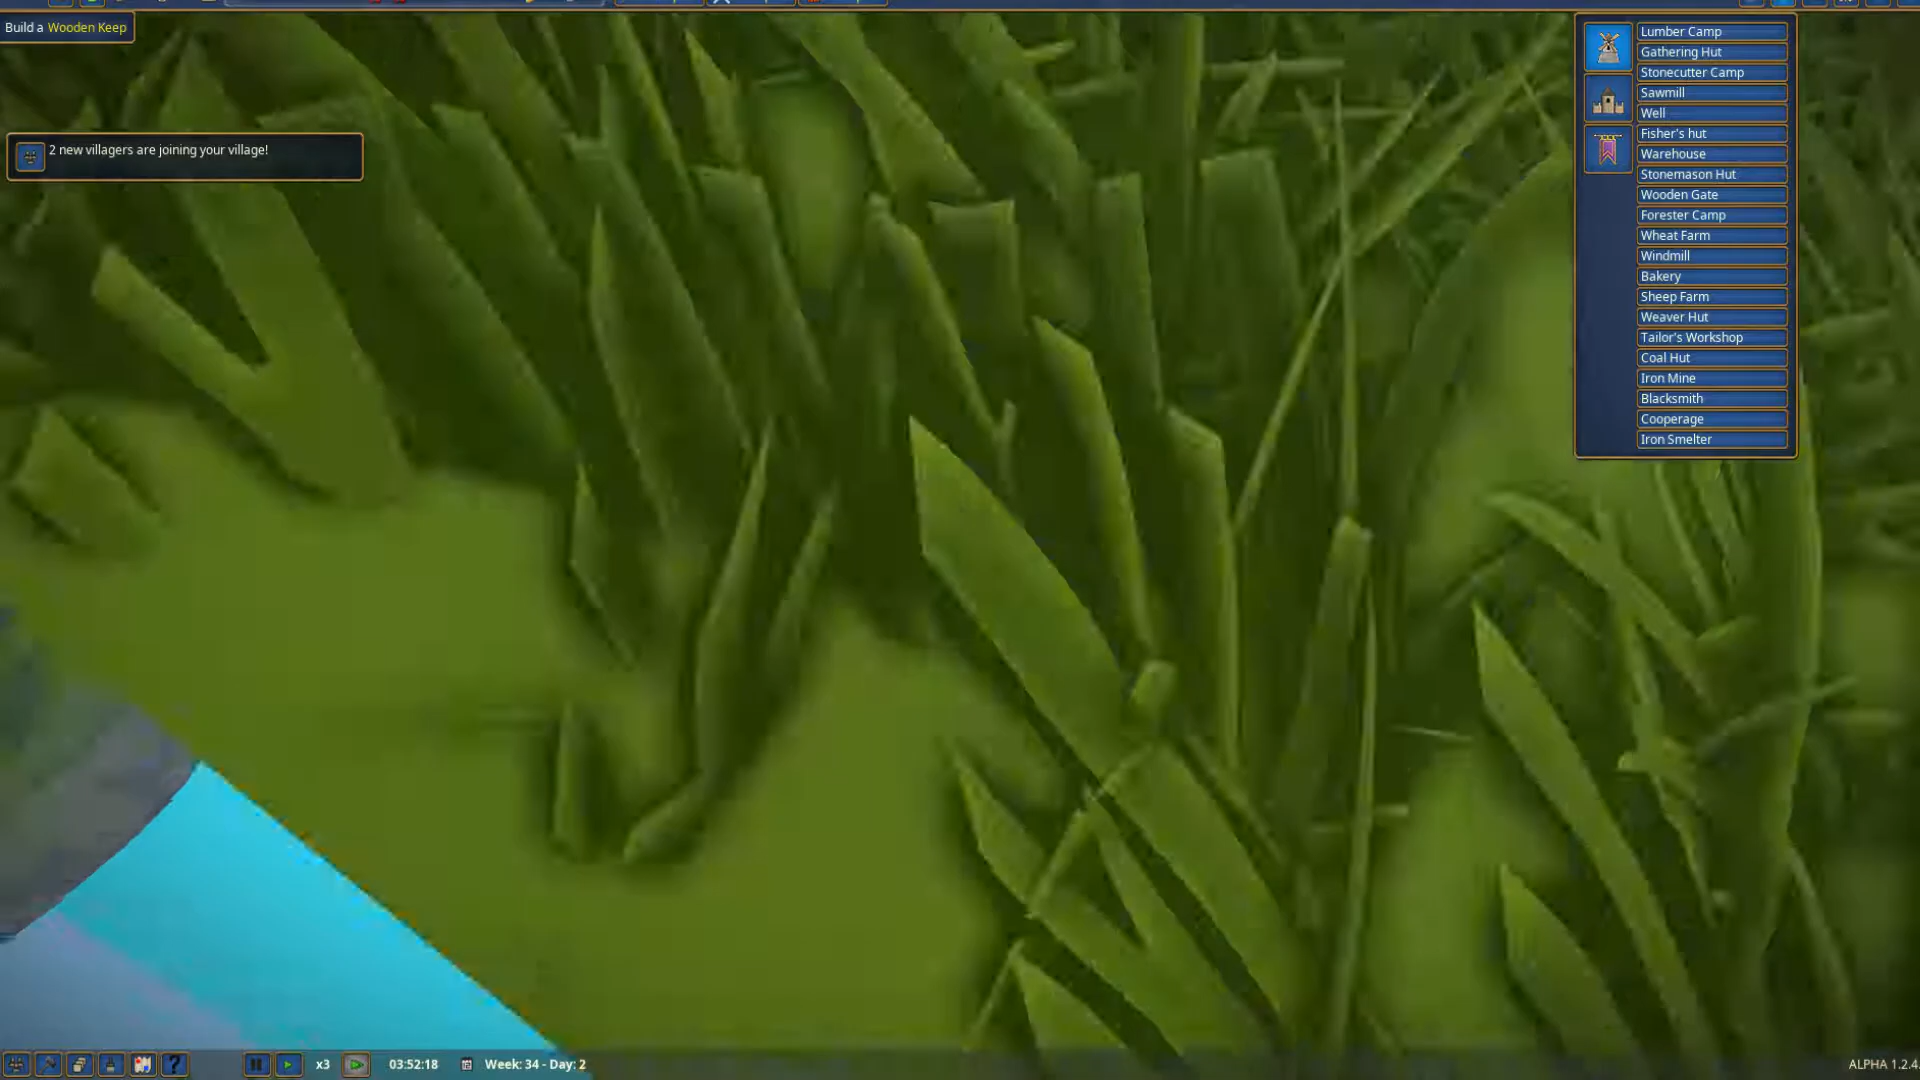 Build a Wooden Keep
2 new villagers are joining your village!
Lumber Camp
Gathering Hut
Stonecutter Camp
Sawmill
Well
Fisher's hut
Warehouse
Stonemason Hut
Wooden Gate
Forester Camp
Wheat Farm
Windmill
Bakery
Sheep Farm
Weaver Hut
Tailor's Workshop
Coal Hut
Iron Mine
Blacksmith
Cooperage
Iron Smelter
x3 03:52:18 Week: 34 - Day: 2
ALPHA 1.2.4